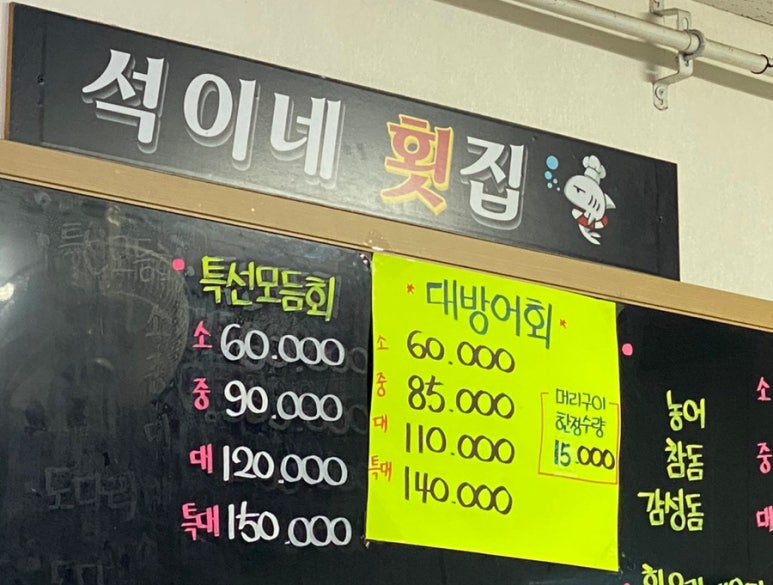 석이네 횟집
특선모듬회
소 60.000
중 90.000
대 120.000
특대 150.000
*대방어회*
소 60.000
중 85.000
대 110.000
특대 140.000
머리구이
한정수량
15.000
농어
참돔
감성돔
소
중
대